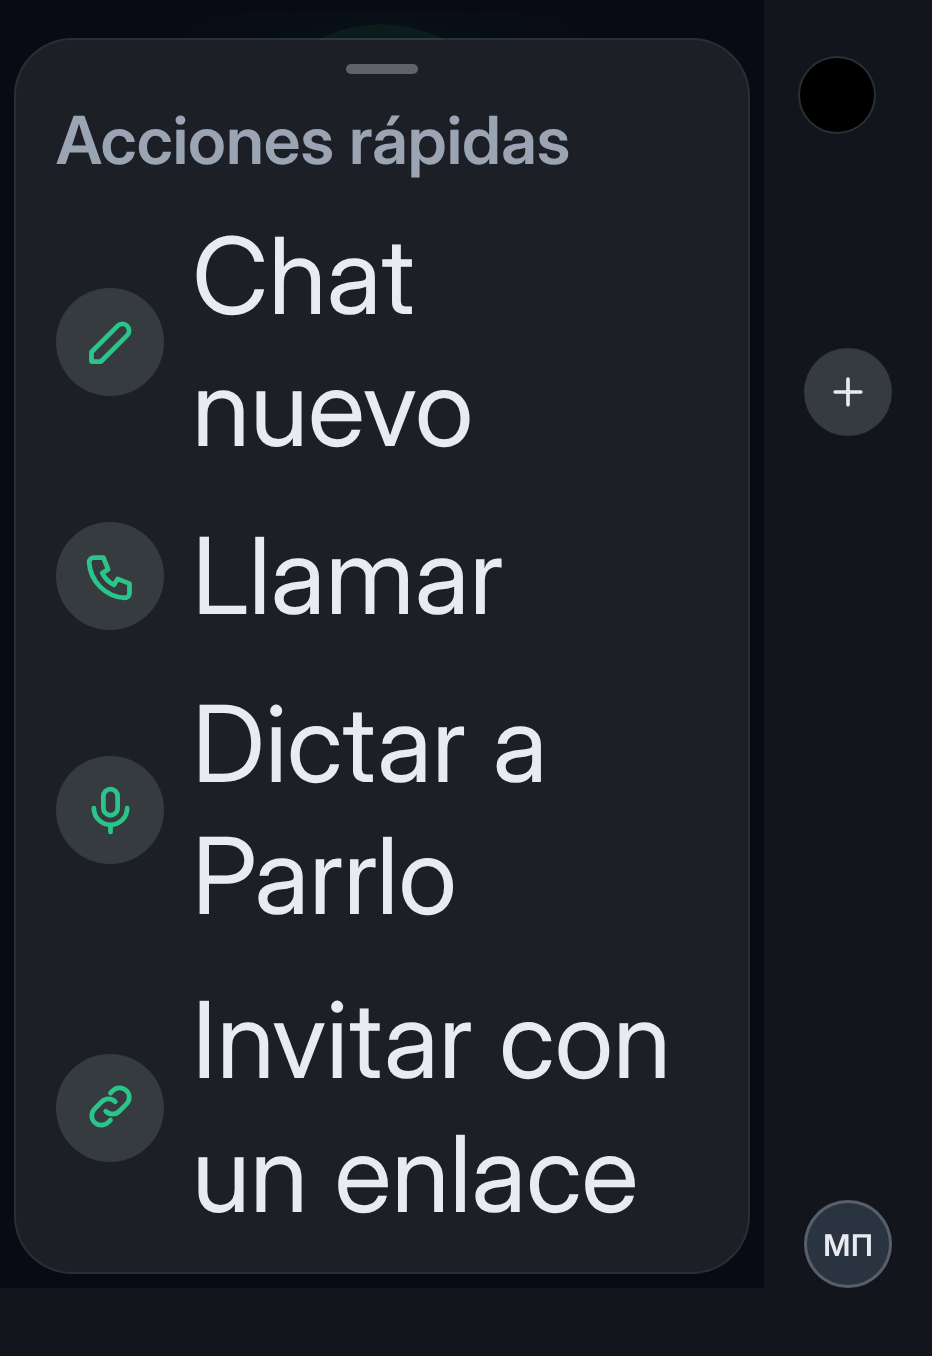 Acciones rápidas
Chat
nuevo
Llamar
Dictar a
Parrlo
Invitar con
un enlace
МП